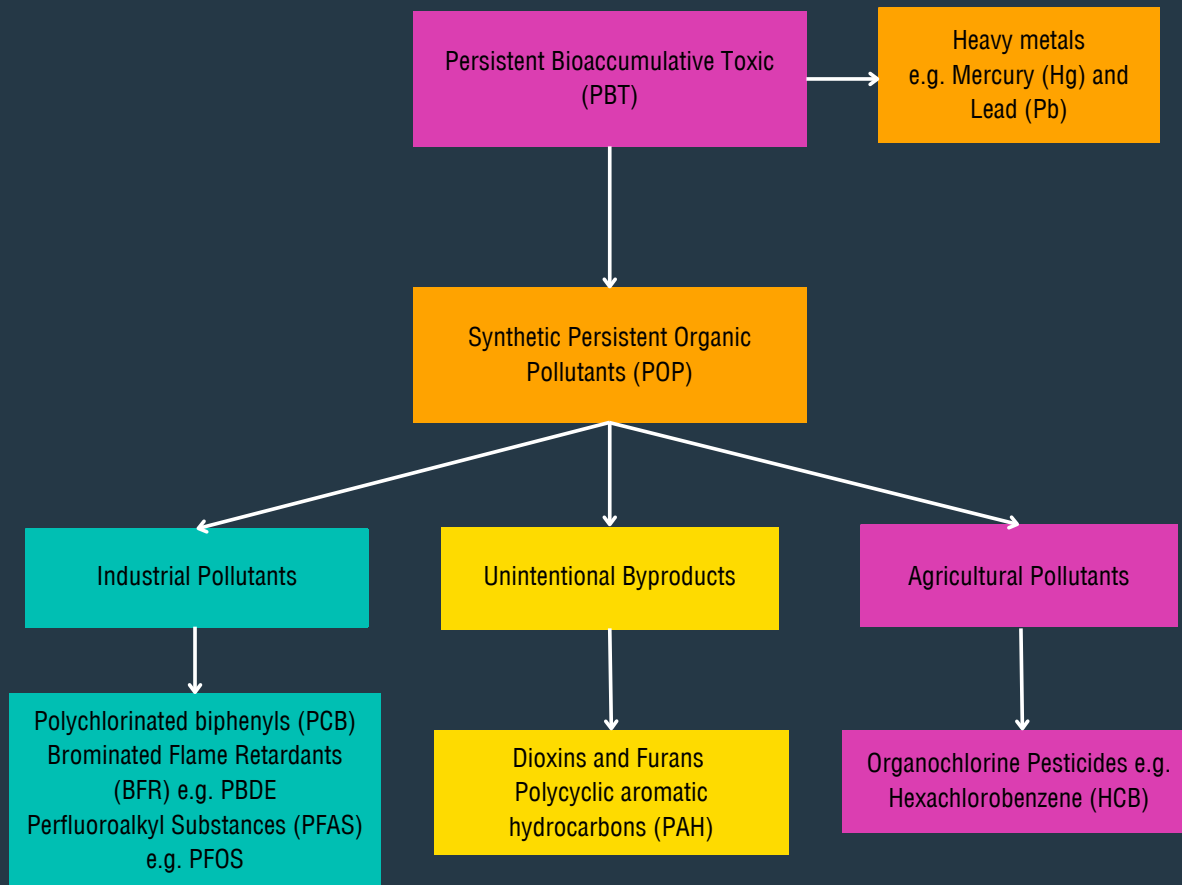 Persistent Bioaccumulative Toxic
(PBT)
Heavy metals
e.g. Mercury (Hg) and
Lead (Pb)
Synthetic Persistent Organic
Pollutants (POP)
Industrial Pollutants
Unintentional Byproducts
Agricultural Pollutants
Polychlorinated biphenyls (PCB)
Brominated Flame Retardants
(BFR) e.g. PBDE
Perfluoroalkyl Substances (PFAS)
e.g. PFOS
Dioxins and Furans
Polycyclic aromatic
hydrocarbons (PAH)
Organochlorine Pesticides e.g.
Hexachlorobenzene (HCB)